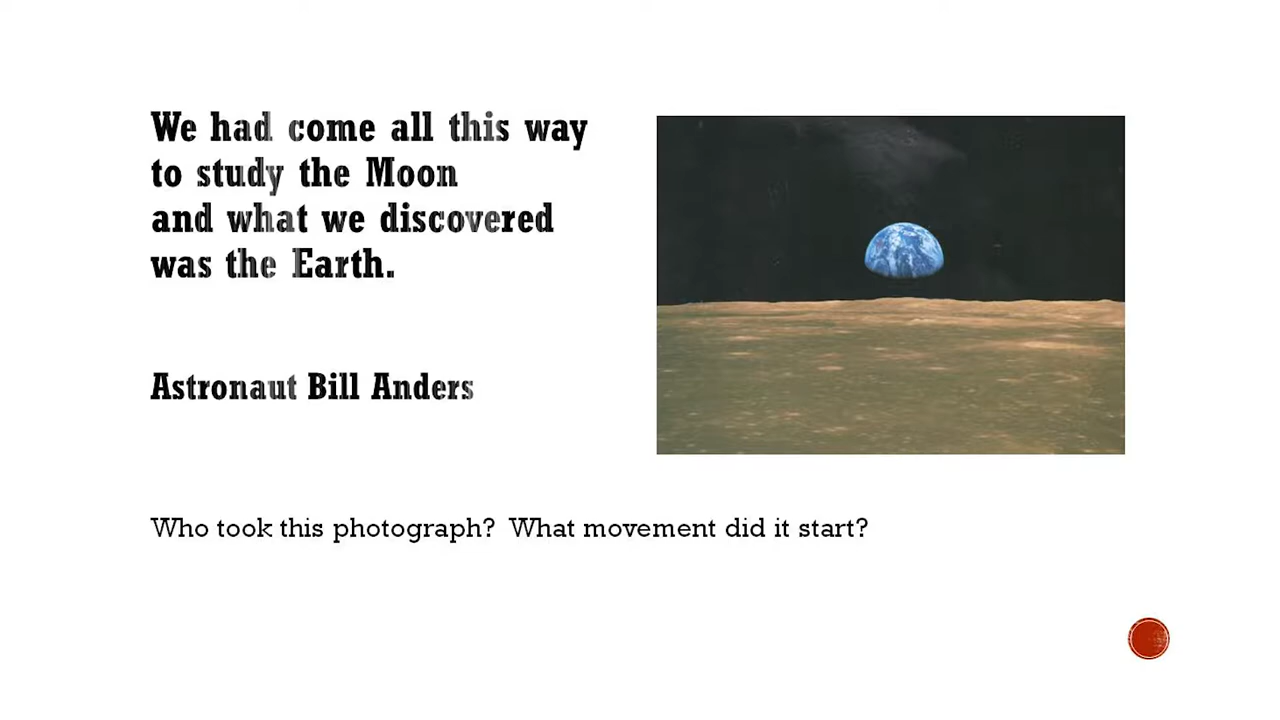 We had come all this way
to study the Moon
and what we discovered
was the Earth.
Astronaut Bill Anders
Who took this photograph? What movement did it start?